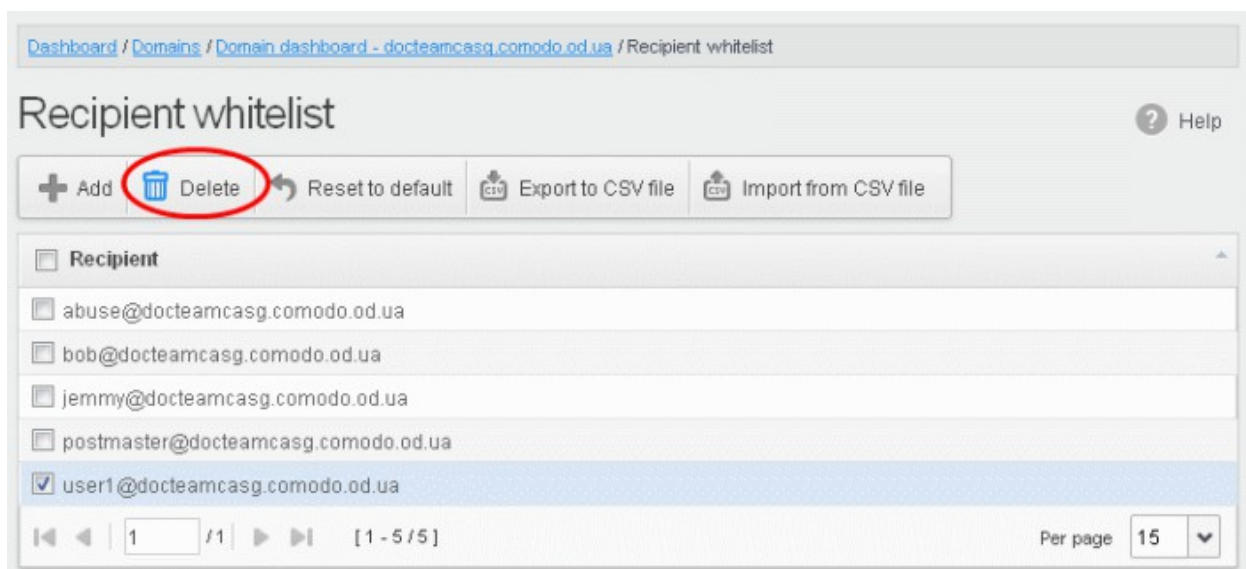 Dashboard / Domains / Domain dashboard - docteamcasg.comodo.od.ua / Recipient whitelist
Recipient whitelist
Help
Add Delete Reset to default CSV Export to CSV file CSV Import from CSV file
Recipient
abuse@docteamcasg.comodo.od.ua
bob@docteamcasg.comodo.od.ua
jemmy@docteamcasg.comodo.od.ua
postmaster@docteamcasg.comodo.od.ua
user1@docteamcasg.comodo.od.ua
1 /1 [1-5/5] Per page 15